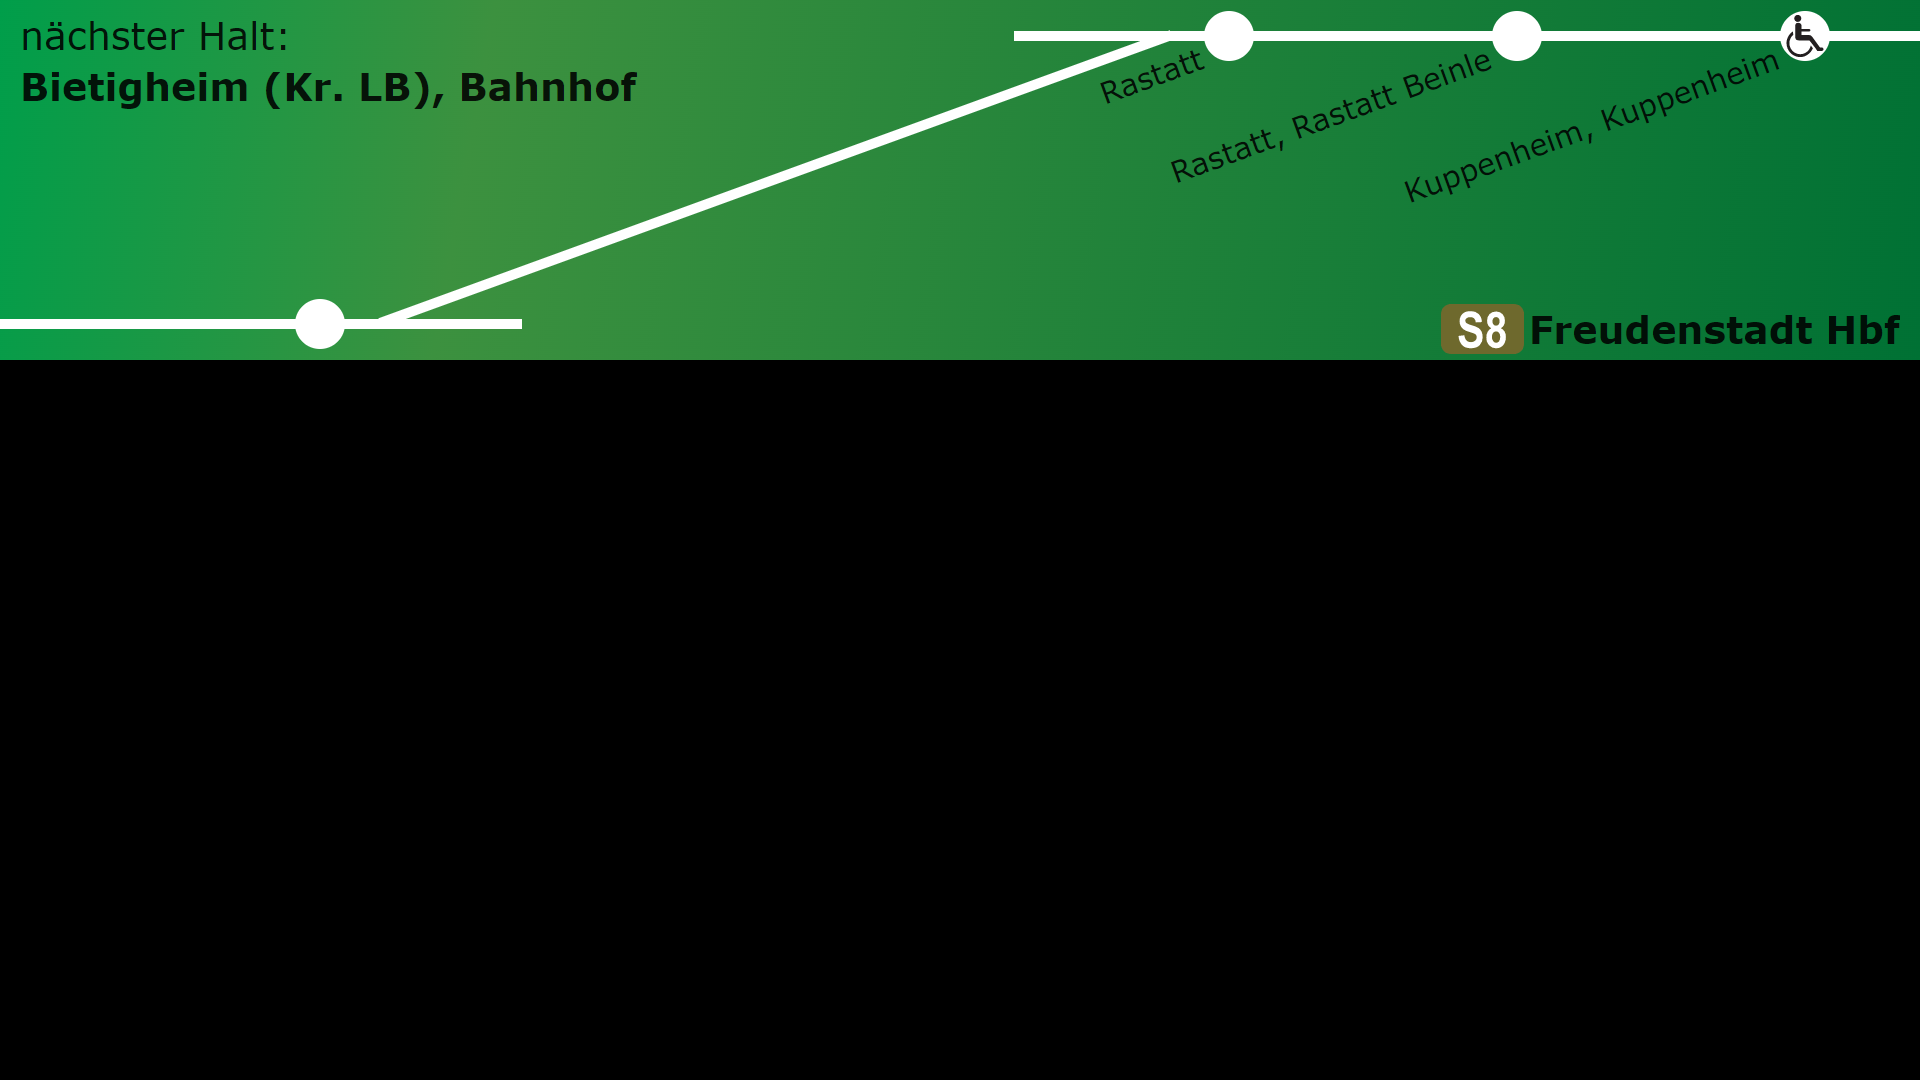 nächster Halt:
Bietigheim (Kr. LB), Bahnhof
Rastatt
Rastatt, Rastatt Beinle
Kuppenheim, Kuppenheim
S8 Freudenstadt Hbf